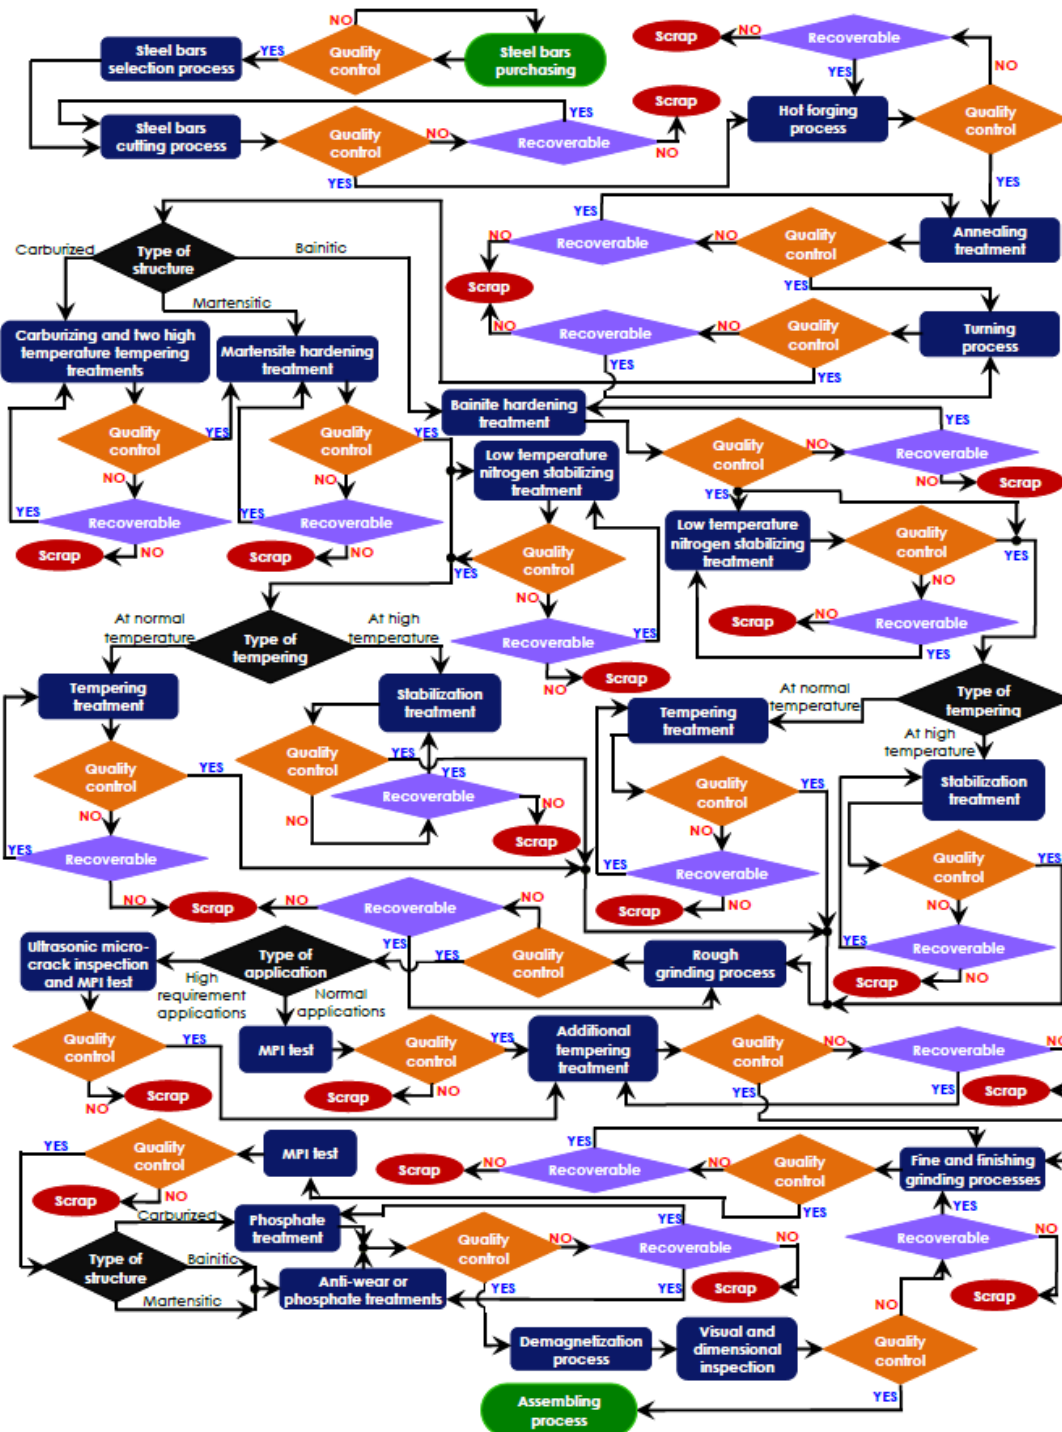 NO
Steel bars
selection process
YES
Quality
control
Steel bars
purchasing
Scrap
NO
Recoverable
YES
NO
Steel bars
cutting process
Quality
control
NO
YES
Recoverable
YES
Scrap
NO
Hot forging
process
Quality
control
YES
Carburized
Type of
structure
Bainitic
Martensitic
YES
NO
Recoverable
NO
Quality
control
Annealing
treatment
Scrap
YES
NO
Recoverable
NO
Quality
control
Turning
process
YES
YES
Carburizing and two high
temperature tempering
treatments
Martensite hardening
treatment
Bainite hardening
treatment
Quality
control
YES
NO
Quality
control
YES
NO
Low temperature
nitrogen stabilizing
treatment
Quality
control
NO
YES
Recoverable
NO
Scrap
YES
Recoverable
NO
Scrap
YES
Recoverable
NO
Scrap
Quality
control
YES
NO
Low temperature
nitrogen stabilizing
treatment
Quality
control
YES
NO
Recoverable
NO
Scrap
YES
Recoverable
YES
NO
Scrap
At normal
temperature
Type of
tempering
At high
temperature
Tempering
treatment
Stabilization
treatment
Quality
control
YES
NO
Quality
control
YES
NO
YES
Recoverable
NO
Scrap
YES
Recoverable
NO
Scrap
At normal
temperature
Type of
tempering
At high
temperature
Tempering
treatment
Stabilization
treatment
Quality
control
YES
NO
YES
Recoverable
NO
Scrap
Quality
control
YES
NO
YES
Recoverable
NO
Scrap
NO
Recoverable
NO
YES
Ultrasonic micro-
crack inspection
and MPI test
Type of
application
YES
Quality
control
Rough
grinding process
High
requirement
applications
Normal
applications
Quality
control
YES
NO
Scrap
MPI test
Quality
control
YES
NO
Scrap
Additional
tempering
treatment
Quality
control
NO
YES
Recoverable
YES
NO
Scrap
YES
Quality
control
MPI test
NO
Scrap
Scrap
NO
Recoverable
YES
NO
Quality
control
YES
Fine and finishing
grinding processes
YES
Carburized
Type of
structure
Bainitic
Martensitic
Phosphate
treatment
Anti-wear or
phosphate treatments
Quality
control
NO
YES
YES
Recoverable
YES
NO
Scrap
Recoverable
NO
Scrap
NO
Demagnetization
process
Visual and
dimensional
inspection
Quality
control
YES
Assembling
process